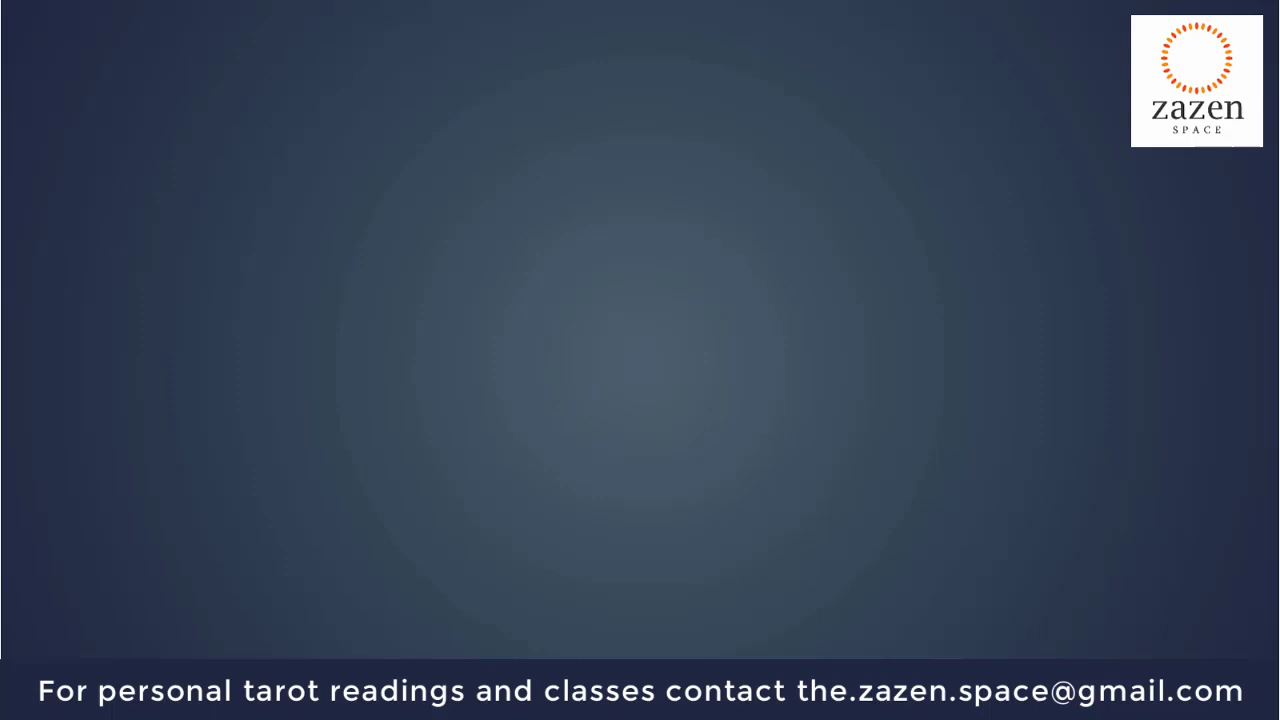 zazen
SPACE
For personal tarot readings and classes contact the.zazen.space@gmail.com